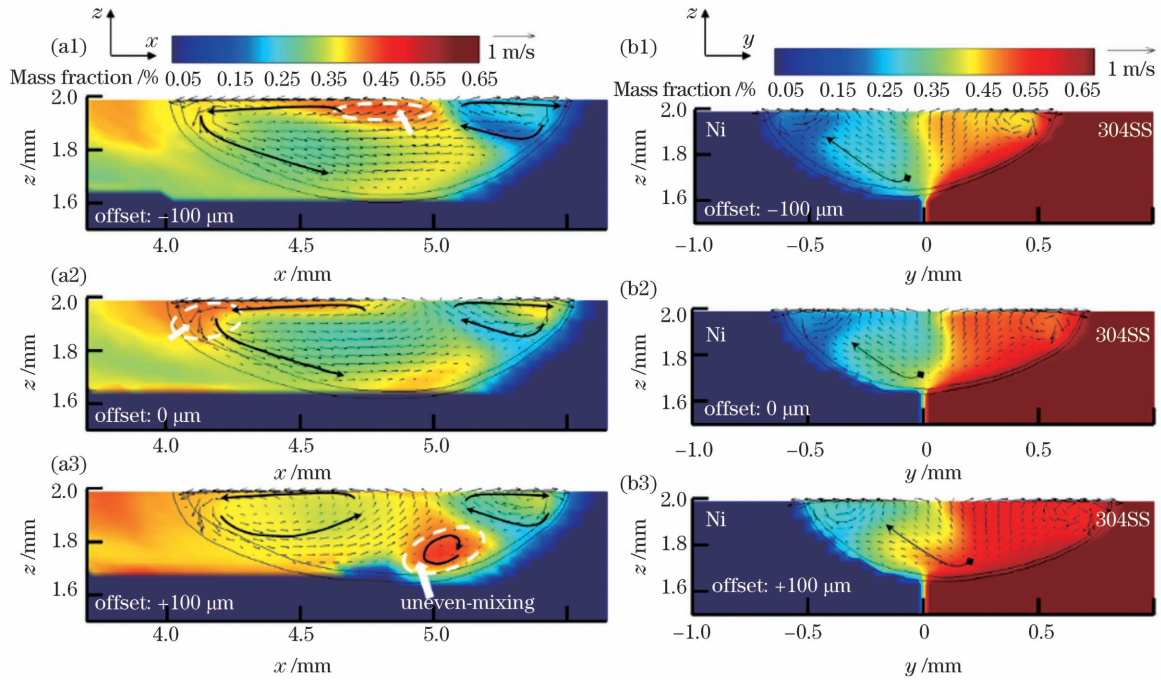 (a1)
z
x
1 m/s
Mass fraction /%
0.05 0.15 0.25 0.35 0.45 0.55 0.65
2.0
1.8
1.6
z /mm
offset: −100 μm
4.0 4.5 5.0
x /mm
(a2)
2.0
1.8
1.6
z /mm
offset: 0 μm
4.0 4.5 5.0
x /mm
(a3)
2.0
1.8
1.6
z /mm
offset: +100 μm
uneven-mixing
4.0 4.5 5.0
x /mm
(b1)
z
y
1 m/s
Mass fraction /%
0.05 0.15 0.25 0.35 0.45 0.55 0.65
2.0
1.8
1.6
z /mm
Ni
304SS
offset: −100 μm
−1.0 −0.5 0 0.5
y /mm
(b2)
2.0
1.8
1.6
z /mm
Ni
304SS
offset: 0 μm
−1.0 −0.5 0 0.5
y /mm
(b3)
2.0
1.8
1.6
z /mm
Ni
304SS
offset: +100 μm
−1.0 −0.5 0 0.5
y /mm